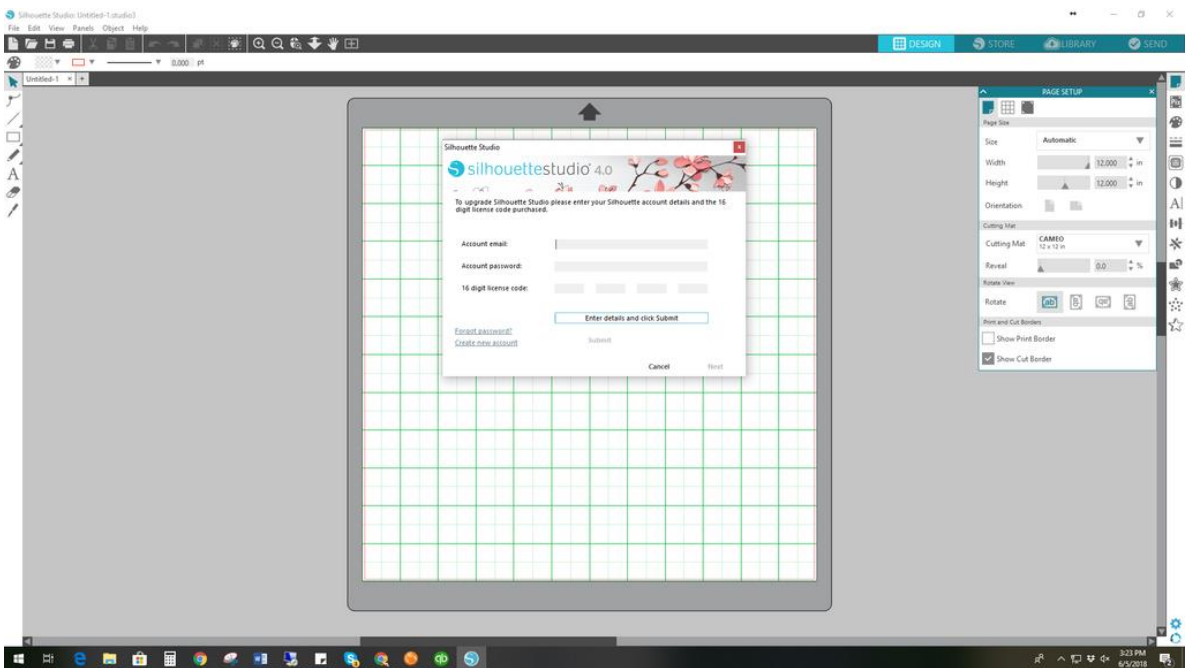 Silhouette Studio: Untitled-1.studio3
File Edit View Panels Object Help
DESIGN STORE LIBRARY SEND
0.000 pt
Untitled-1 × +
PAGE SETUP
Page Size
Size Automatic
Width 12.000 in
Height 12.000 in
Orientation
Cutting Mat
Cutting Mat CAMEO
12 x 12 in
Reveal 0.0 %
Rotate View
Rotate
Print and Cut Borders
Show Print Border
Show Cut Border
Silhouette Studio
silhouettestudio 4.0
To upgrade Silhouette Studio please enter your Silhouette account details and the 16
digit license code purchased.
Account email:
Account password:
16 digit license code:
Enter details and click Submit
Forgot password?
Create new account
Submit
Cancel Next
3:23 PM
6/5/2018